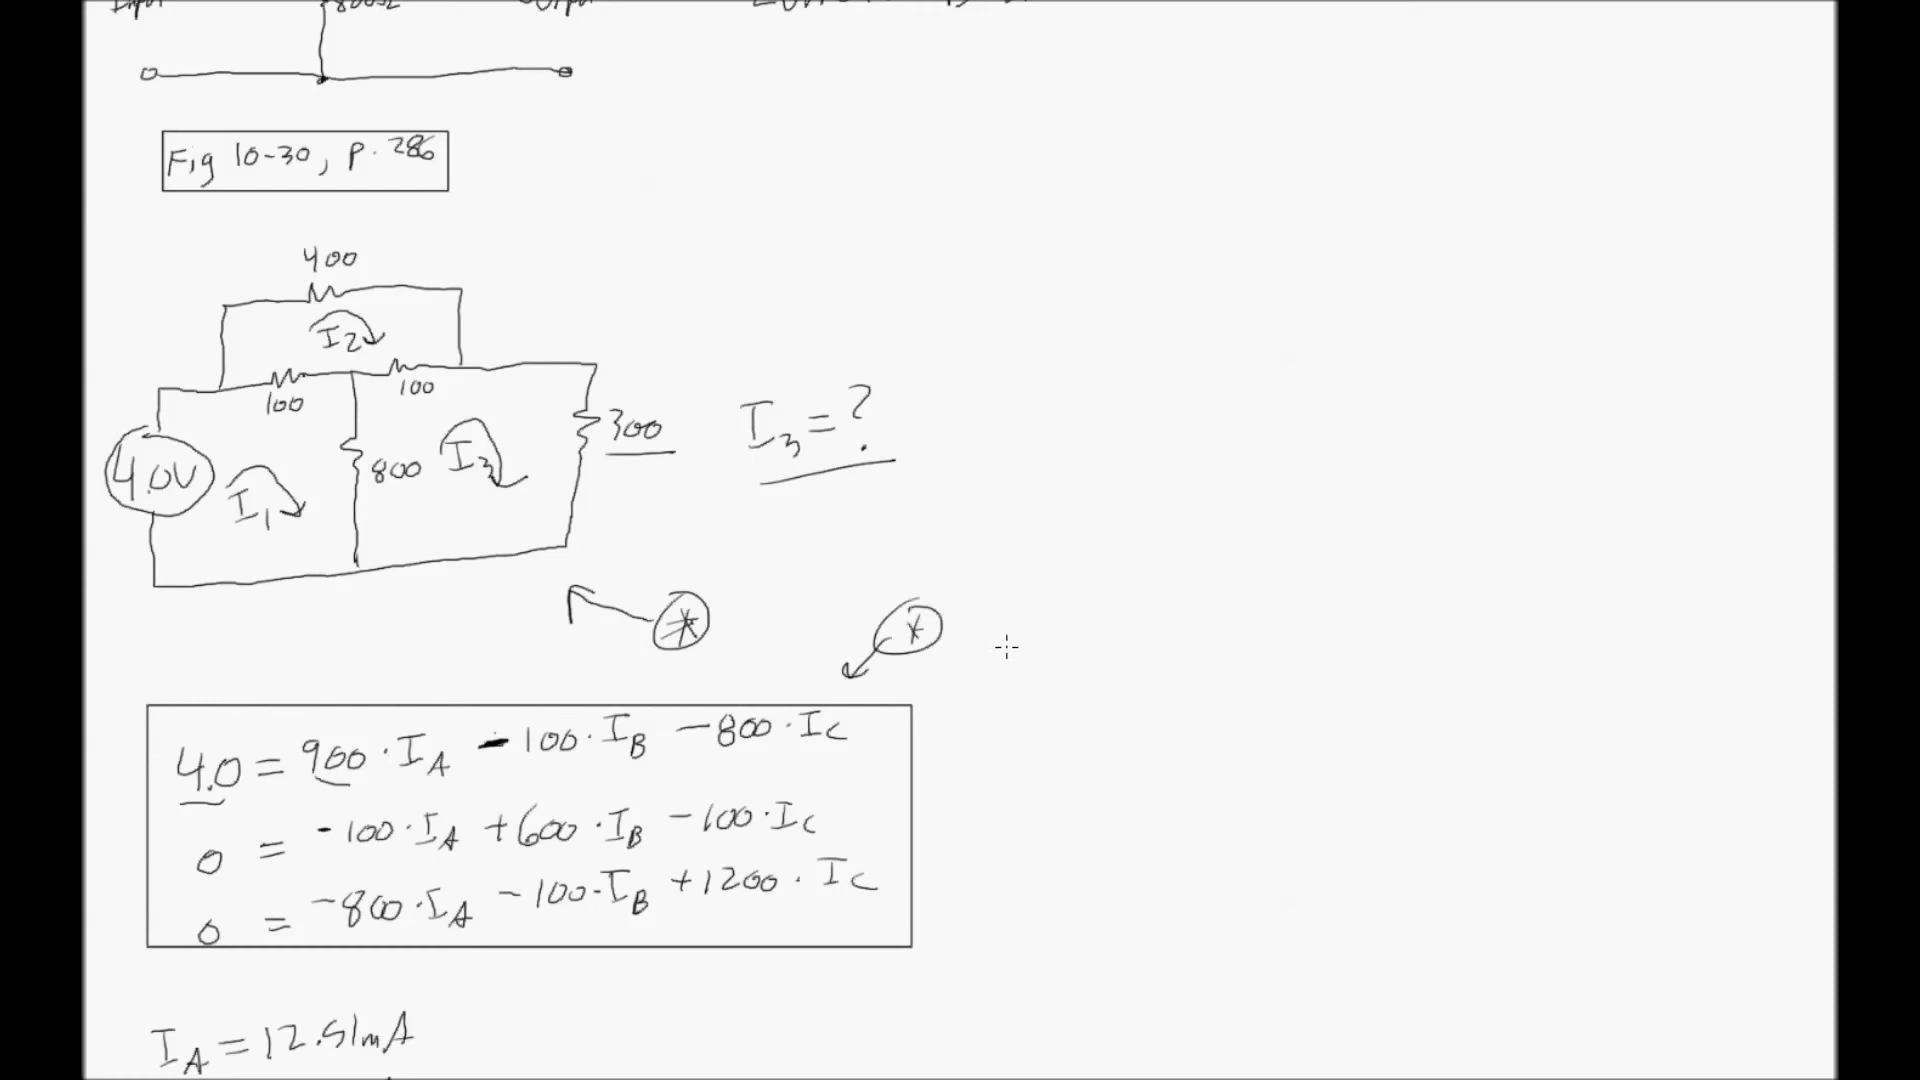 800Ω
Fig 10-30, p. 286
400
I2
100
100
4.0V
I1
800
I3
300
I3 = ?
*
*
4.0 = 900 · IA - 100 · IB - 800 · IC
0 = -100 · IA + 600 · IB - 100 · IC
0 = -800 · IA - 100 · IB + 1200 · IC
IA = 12.51mA